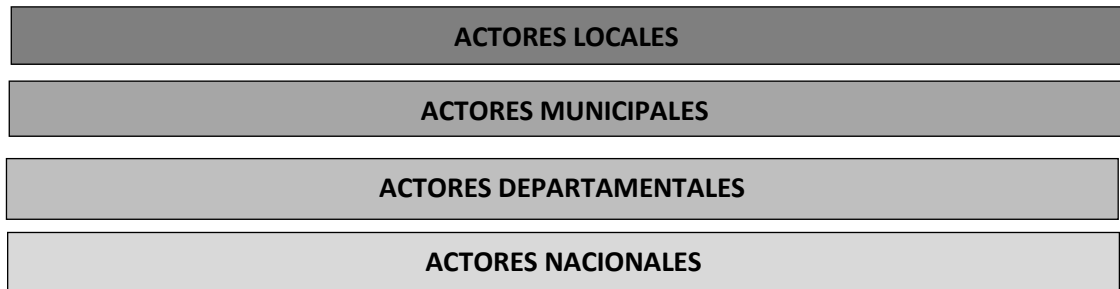 ACTORES LOCALES
ACTORES MUNICIPALES
ACTORES DEPARTAMENTALES
ACTORES NACIONALES